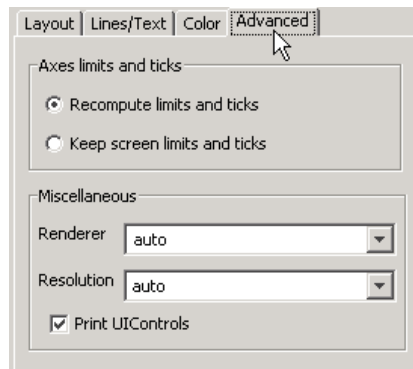 Layout Lines/Text Color Advanced
Axes limits and ticks
Recompute limits and ticks
Keep screen limits and ticks
Miscellaneous
Renderer auto
Resolution auto
Print UIControls